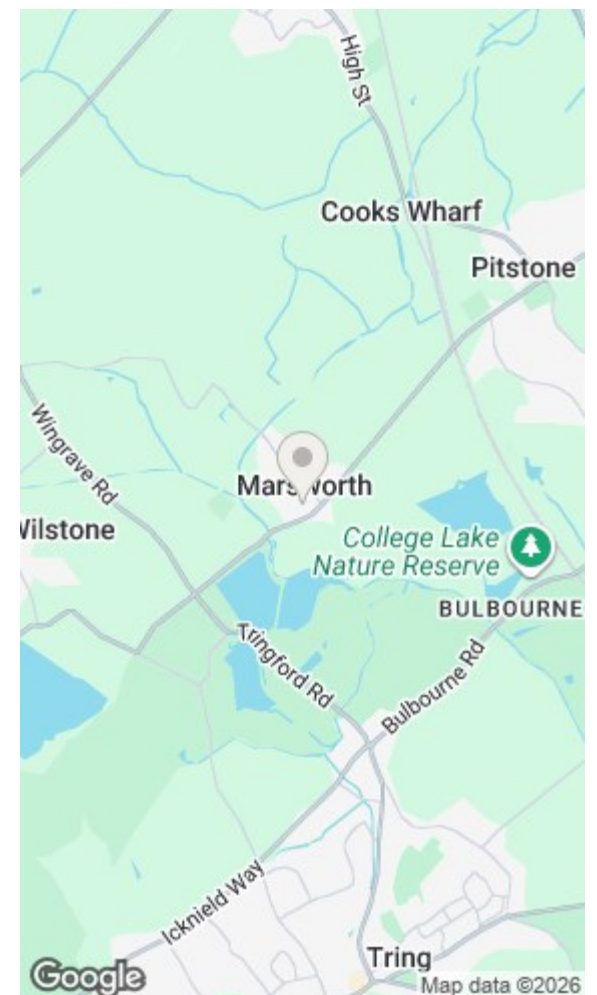 High St
Cooks Wharf
Pitstone
Wingrave Rd
Marsworth
Wilstone
College Lake
Nature Reserve
BULBOURNE
Tringford Rd
Bulbourne Rd
Icknield Way
Tring
Google
Map data ©2026